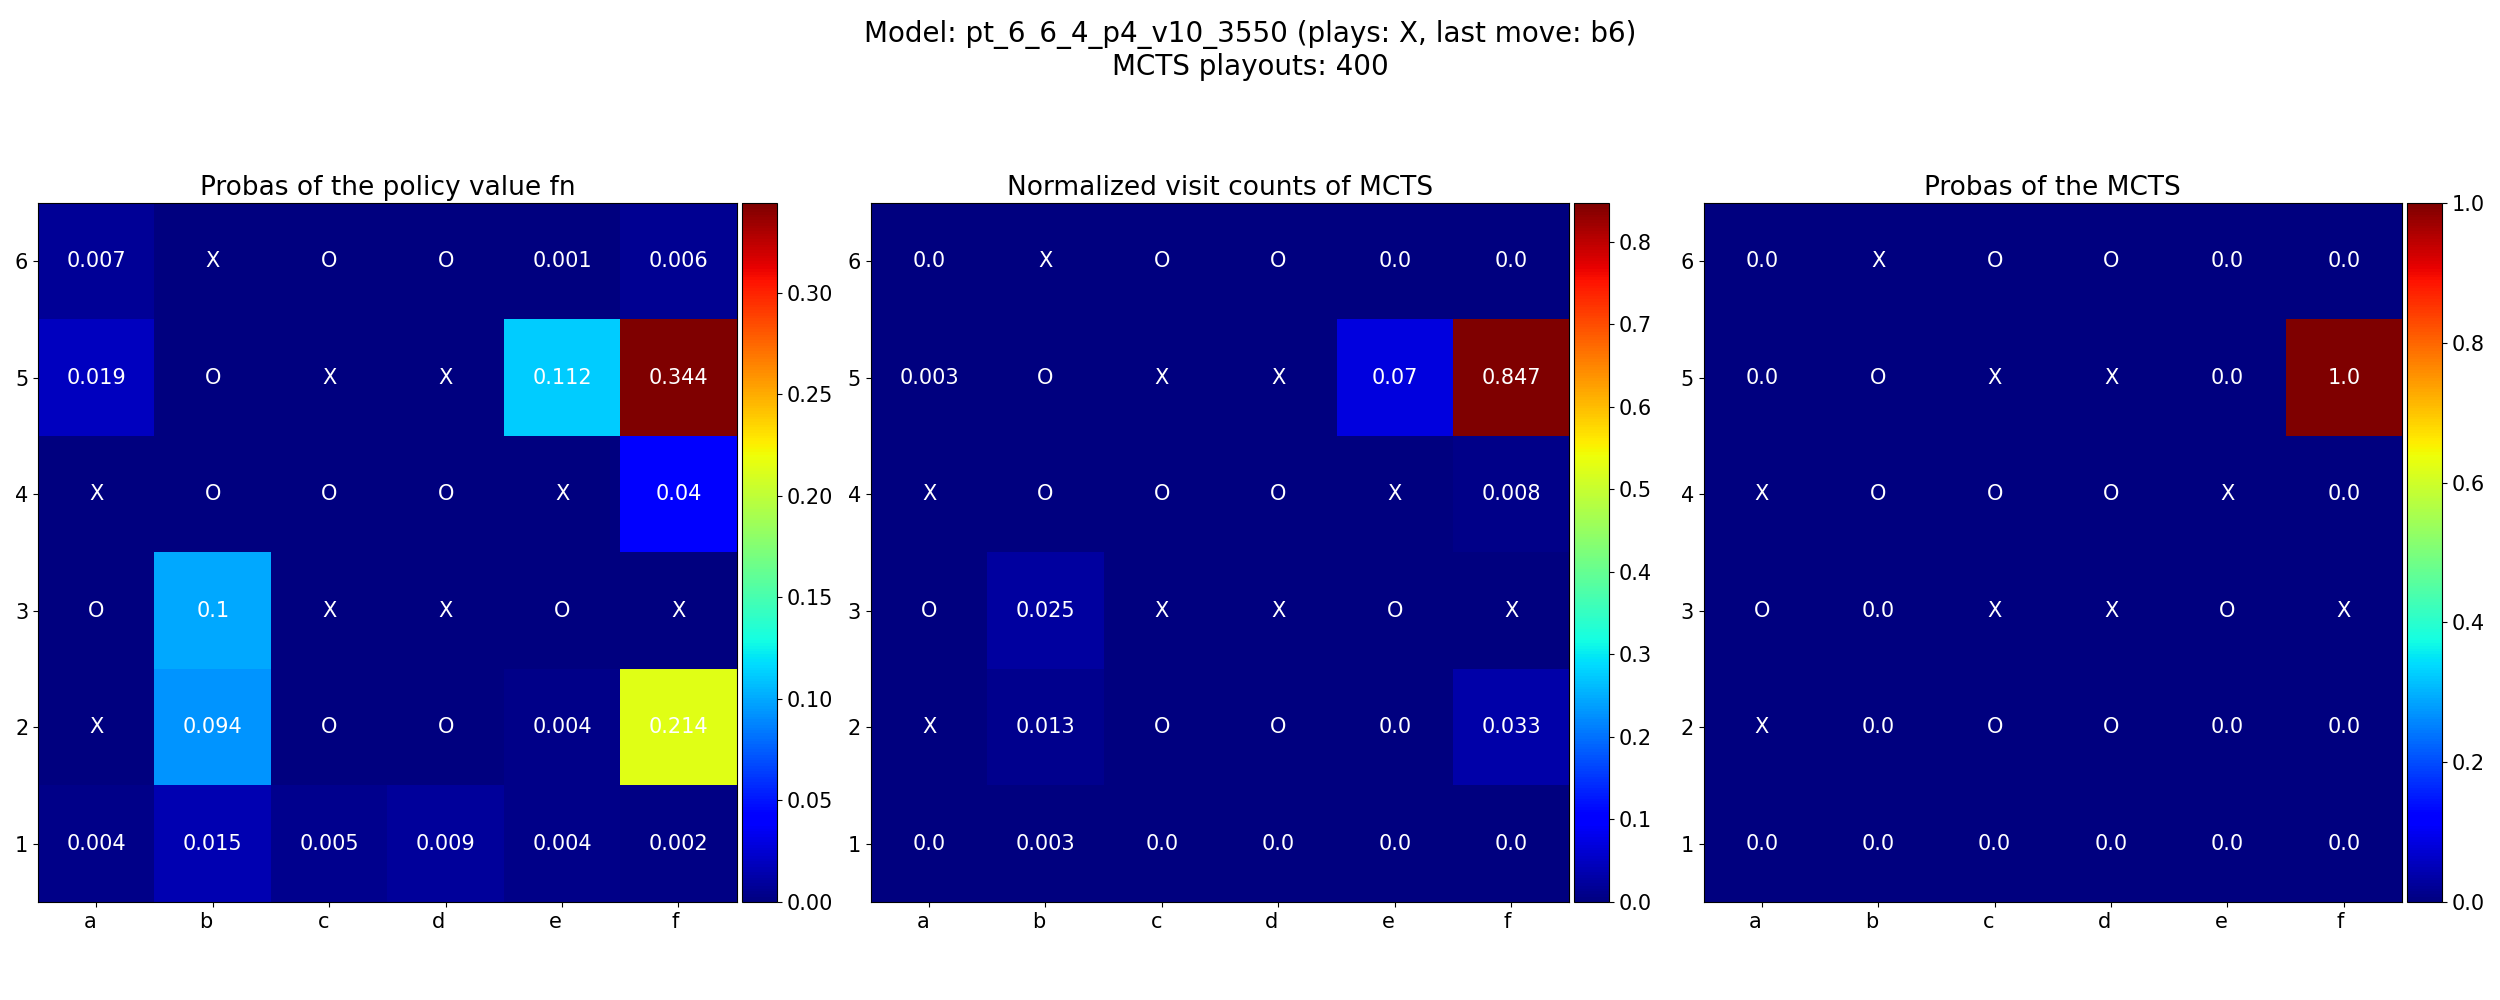 Model: pt_6_6_4_p4_v10_3550 (plays: X, last move: b6)
MCTS playouts: 400
Probas of the policy value fn
6 0.007 X O O 0.001 0.006
5 0.019 O X X 0.112 0.344
4 X O O O X 0.04
3 O 0.1 X X O X
2 X 0.094 O O 0.004 0.214
1 0.004 0.015 0.005 0.009 0.004 0.002
a b c d e f
0.30
0.25
0.20
0.15
0.10
0.05
0.00
Normalized visit counts of MCTS
6 0.0 X O O 0.0 0.0
5 0.003 O X X 0.07 0.847
4 X O O O X 0.008
3 O 0.025 X X O X
2 X 0.013 O O 0.0 0.033
1 0.0 0.003 0.0 0.0 0.0 0.0
a b c d e f
0.8
0.7
0.6
0.5
0.4
0.3
0.2
0.1
0.0
Probas of the MCTS
6 0.0 X O O 0.0 0.0
5 0.0 O X X 0.0 1.0
4 X O O O X 0.0
3 O 0.0 X X O X
2 X 0.0 O O 0.0 0.0
1 0.0 0.0 0.0 0.0 0.0 0.0
a b c d e f
1.0
0.8
0.6
0.4
0.2
0.0